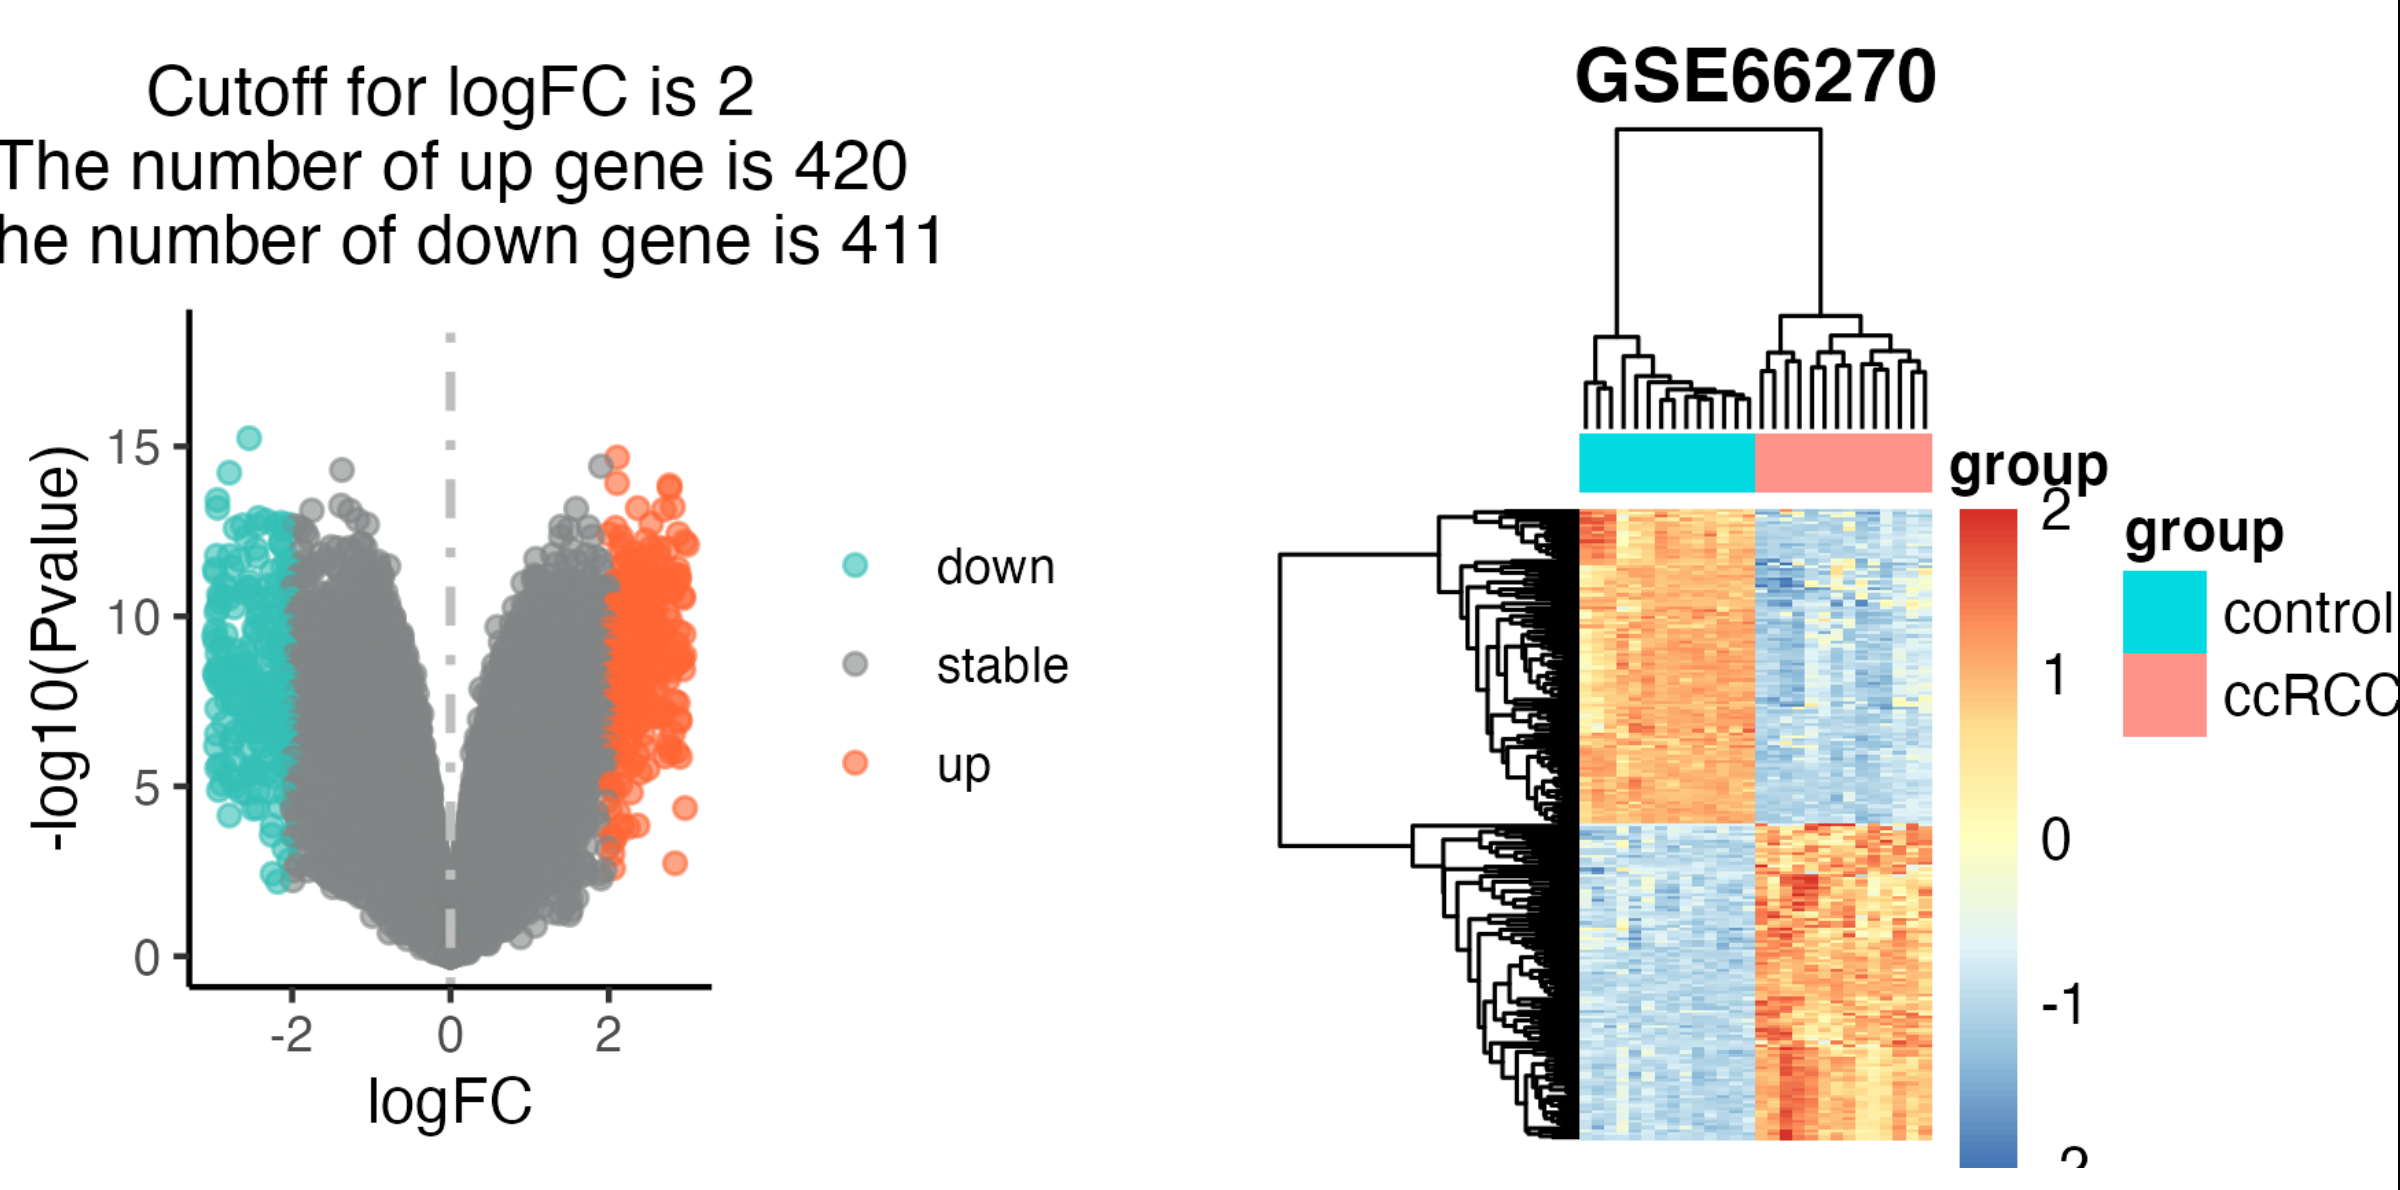 Cutoff for logFC is 2
The number of up gene is 420
he number of down gene is 411
-log10(Pvalue)
15
10
5
0
-2 0 2
logFC
down
stable
up
GSE66270
group
2
1
0
-1
group
control
ccRCC